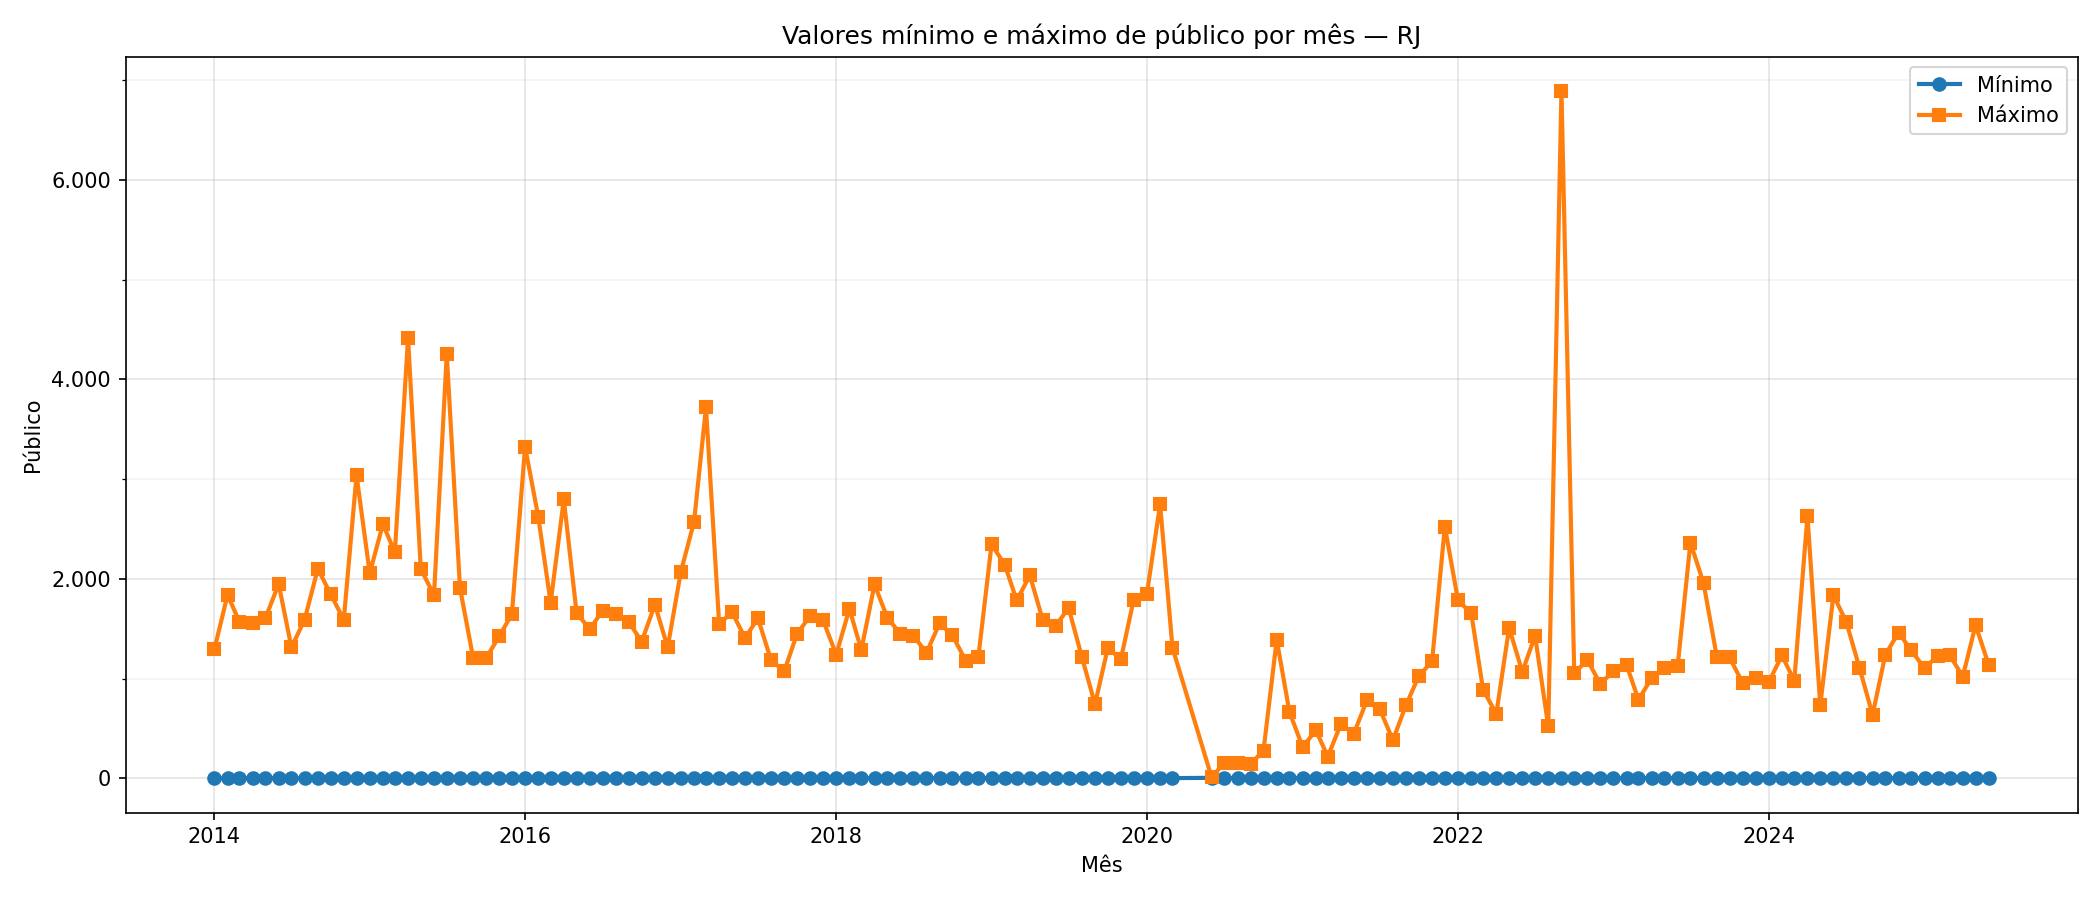 Valores mínimo e máximo de público por mês — RJ
Mínimo
Máximo
6.000
4.000
2.000
0
Público
2014 2016 2018 2020 2022 2024
Mês